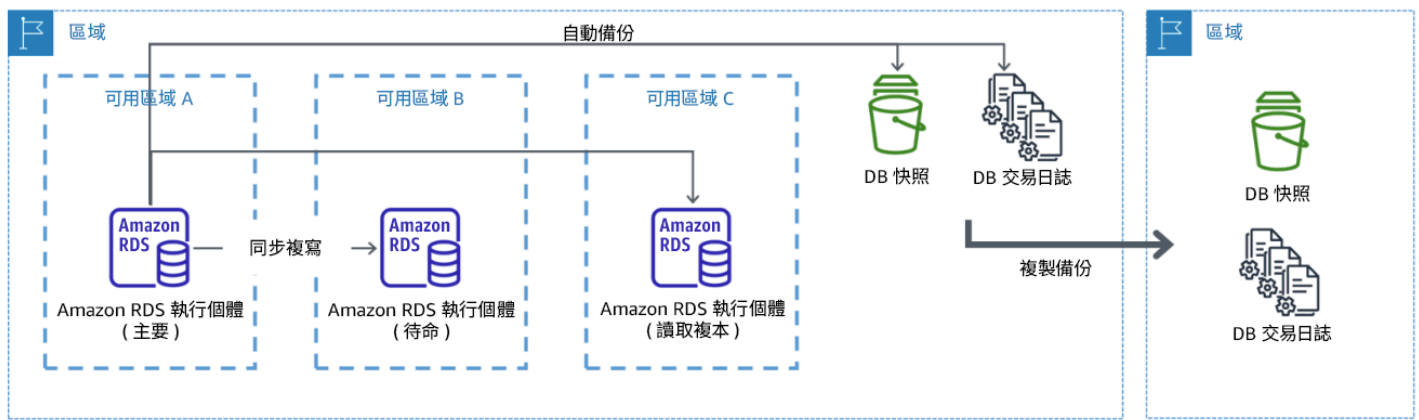 區域
自動備份
區域
可用區域 A
可用區域 B
可用區域 C
DB 快照
DB 交易日誌
DB 快照
Amazon
RDS
同步複寫
Amazon
RDS
Amazon
RDS
複製備份
Amazon RDS 執行個體
( 主要 )
Amazon RDS 執行個體
( 待命 )
Amazon RDS 執行個體
( 讀取複本 )
DB 交易日誌